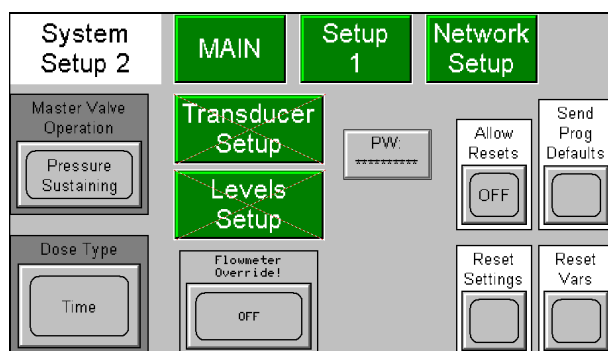 System
Setup 2
MAIN
Setup
1
Network
Setup
Master Valve
Operation
Pressure
Sustaining
Transducer
Setup
Levels
Setup
PW:
**********
Allow
Resets
OFF
Send
Prog
Defaults
Dose Type
Time
Flowmeter
Override!
OFF
Reset
Settings
Reset
Vars